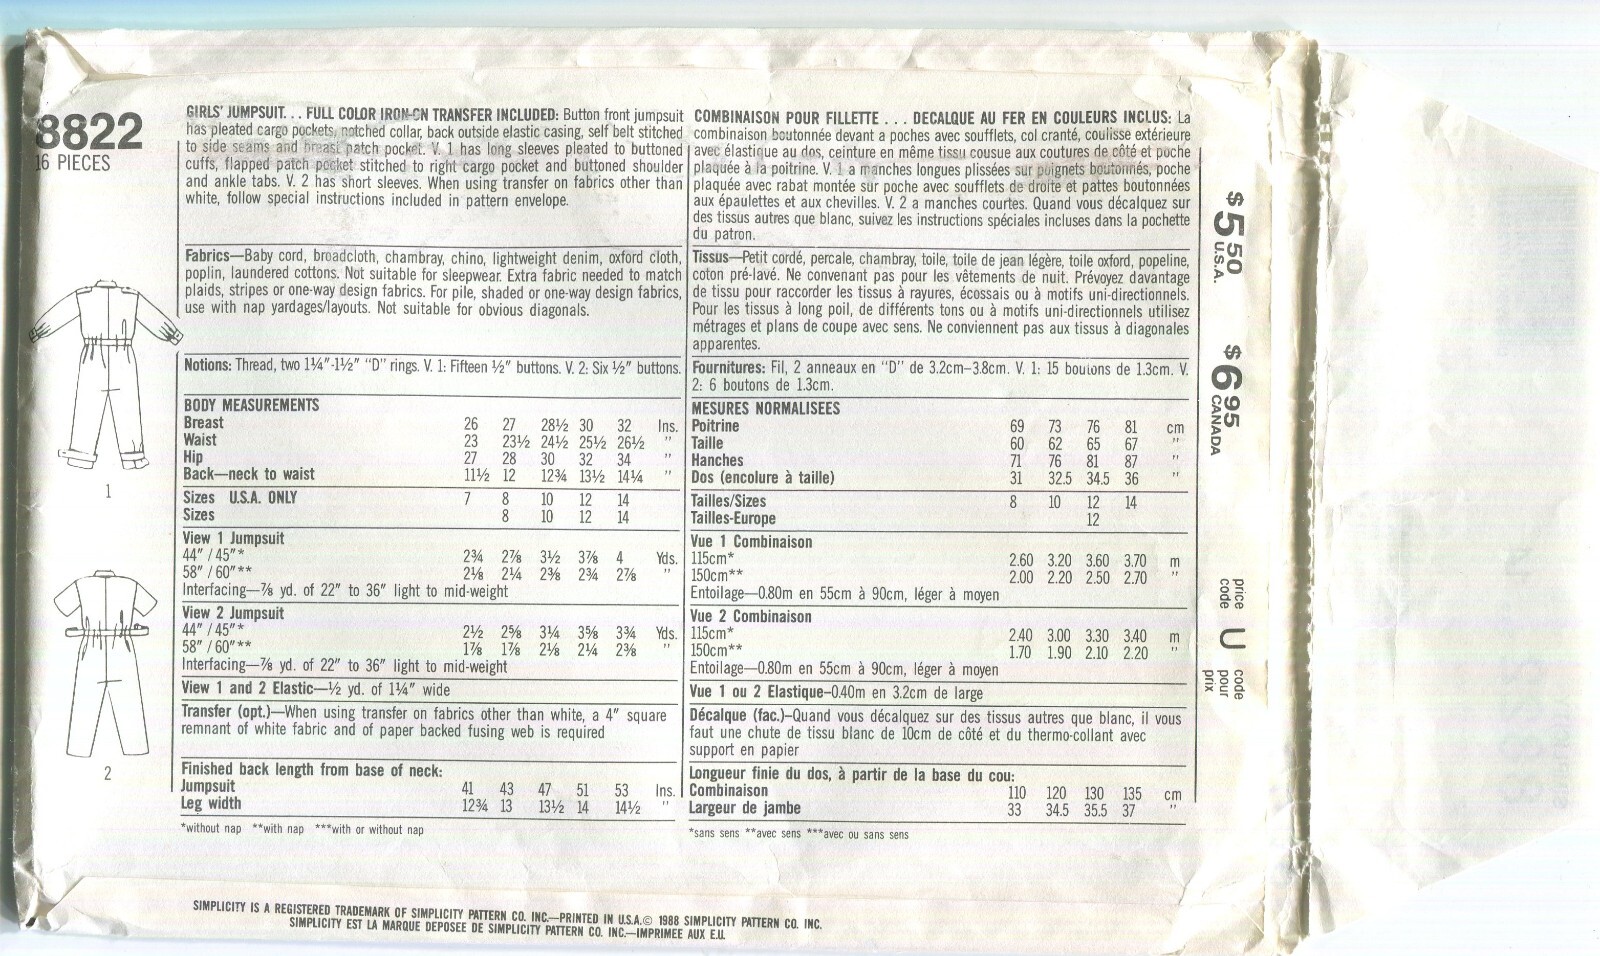 8822
16 PIECES
GIRLS' JUMPSUIT. . . FULL COLOR IRON-ON TRANSFER INCLUDED: Button front jumpsuit
has pleated cargo pockets, notched collar, back outside elastic casing, self belt stitched
to side seams and breast patch pocket. V. 1 has long sleeves pleated to buttoned
cuffs, flapped patch pocket stitched to right cargo pocket and buttoned shoulder
and ankle tabs. V. 2 has short sleeves. When using transfer on fabrics other than
white, follow special instructions included in pattern envelope.
Fabrics—Baby cord, broadcloth, chambray, chino, lightweight denim, oxford cloth,
poplin, laundered cottons. Not suitable for sleepwear. Extra fabric needed to match
plaids, stripes or one-way design fabrics. For pile, shaded or one-way design fabrics,
use with nap yardages/layouts. Not suitable for obvious diagonals.
Notions: Thread, two 1¼"-1½" "D" rings. V. 1: Fifteen ½" buttons. V. 2: Six ½" buttons.
BODY MEASUREMENTS
Breast 26 27 28½ 30 32 Ins.
Waist 23 23½ 24½ 25½ 26½ "
Hip 27 28 30 32 34 "
Back—neck to waist 11½ 12 12¾ 13½ 14¼ "
Sizes U.S.A. ONLY 7 8 10 12 14
Sizes 8 10 12 14
View 1 Jumpsuit
44" / 45"* 2¾ 2⅞ 3½ 3⅞ 4 Yds.
58" / 60"** 2⅛ 2¼ 2⅜ 2¾ 2⅞ "
Interfacing—⅞ yd. of 22" to 36" light to mid-weight
View 2 Jumpsuit
44" / 45"* 2½ 2⅝ 3¼ 3⅝ 3¾ Yds.
58" / 60"** 1⅞ 1⅞ 2⅛ 2¼ 2⅜ "
Interfacing—⅞ yd. of 22" to 36" light to mid-weight
View 1 and 2 Elastic—½ yd. of 1¼" wide
Transfer (opt.)—When using transfer on fabrics other than white, a 4" square
remnant of white fabric and of paper backed fusing web is required
Finished back length from base of neck:
Jumpsuit 41 43 47 51 53 Ins.
Leg width 12¾ 13 13½ 14 14½ "
*without nap **with nap ***with or without nap
COMBINAISON POUR FILLETTE . . . DECALQUE AU FER EN COULEURS INCLUS: La
combinaison boutonnée devant a poches avec soufflets, col cranté, coulisse extérieure
avec élastique au dos, ceinture en même tissu cousue aux coutures de côté et poche
plaquée à la poitrine. V. 1 a manches longues plissées sur poignets boutonnés, poche
plaquée avec rabat montée sur poche avec soufflets de droite et pattes boutonnées
aux épaulettes et aux chevilles. V. 2 a manches courtes. Quand vous décalquez sur
des tissus autres que blanc, suivez les instructions spéciales incluses dans la pochette
du patron.
Tissus—Petit cordé, percale, chambray, toile, toile de jean légère, toile oxford, popeline,
coton pré-lavé. Ne convenant pas pour les vêtements de nuit. Prévoyez davantage
de tissu pour raccorder les tissus à rayures, écossais ou à motifs uni-directionnels.
Pour les tissus à long poil, de différents tons ou à motifs uni-directionnels utilisez
métrages et plans de coupe avec sens. Ne conviennent pas aux tissus à diagonales
apparentes.
Fournitures: Fil, 2 anneaux en "D" de 3.2cm–3.8cm. V. 1: 15 boutons de 1.3cm. V.
2: 6 boutons de 1.3cm.
MESURES NORMALISEES
Poitrine 69 73 76 81 cm
Taille 60 62 65 67 "
Hanches 71 76 81 87 "
Dos (encolure à taille) 31 32.5 34.5 36 "
Tailles/Sizes 8 10 12 14
Tailles-Europe 12
Vue 1 Combinaison
115cm* 2.60 3.20 3.60 3.70 m
150cm** 2.00 2.20 2.50 2.70 "
Entoilage—0.80m en 55cm à 90cm, léger à moyen
Vue 2 Combinaison
115cm* 2.40 3.00 3.30 3.40 m
150cm** 1.70 1.90 2.10 2.20 "
Entoilage—0.80m en 55cm à 90cm, léger à moyen
Vue 1 ou 2 Elastique–0.40m en 3.2cm de large
Décalque (fac.)–Quand vous décalquez sur des tissus autres que blanc, il vous
faut une chute de tissu blanc de 10cm de côté et du thermo-collant avec
support en papier
Longueur finie du dos, à partir de la base du cou:
Combinaison 110 120 130 135 cm
Largeur de jambe 33 34.5 35.5 37 "
*sans sens **avec sens ***avec ou sans sens
$5.50
U.S.A.
$6.95
CANADA
price
code
U
code
pour
prix
1
2
SIMPLICITY IS A REGISTERED TRADEMARK OF SIMPLICITY PATTERN CO. INC.—PRINTED IN U.S.A.© 1988 SIMPLICITY PATTERN CO. INC.
SIMPLICITY EST LA MARQUE DEPOSEE DE SIMPLICITY PATTERN CO. INC.—IMPRIMEE AUX E.U.